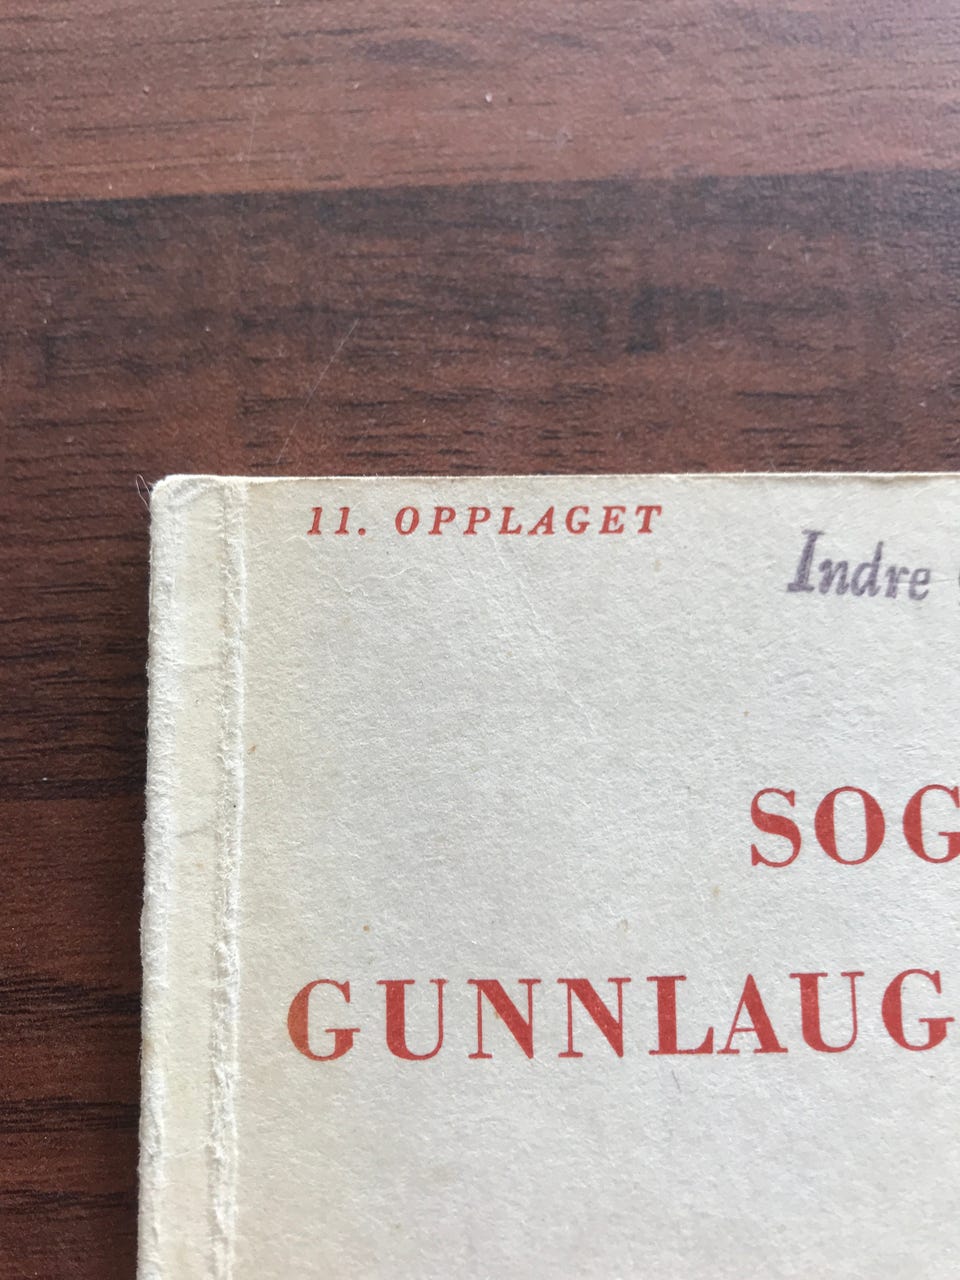 11. OPPLAGET
Indre
SOG
GUNNLAUG